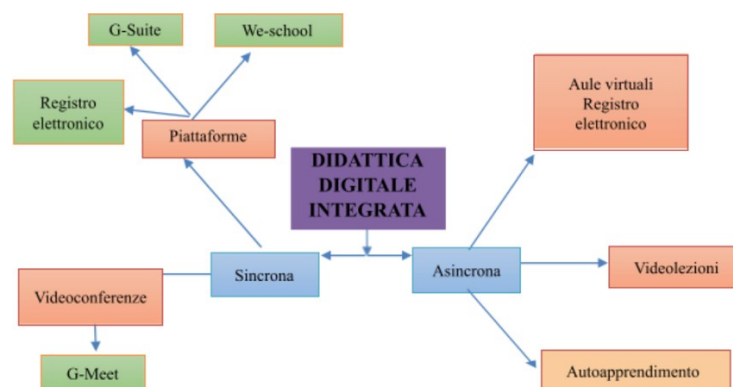 G-Suite
We-school
Registro
elettronico
Piattaforme
Aule virtuali
Registro
elettronico
DIDATTICA
DIGITALE
INTEGRATA
Sincrona
Asincrona
Videoconferenze
Videolezioni
G-Meet
Autoapprendimento